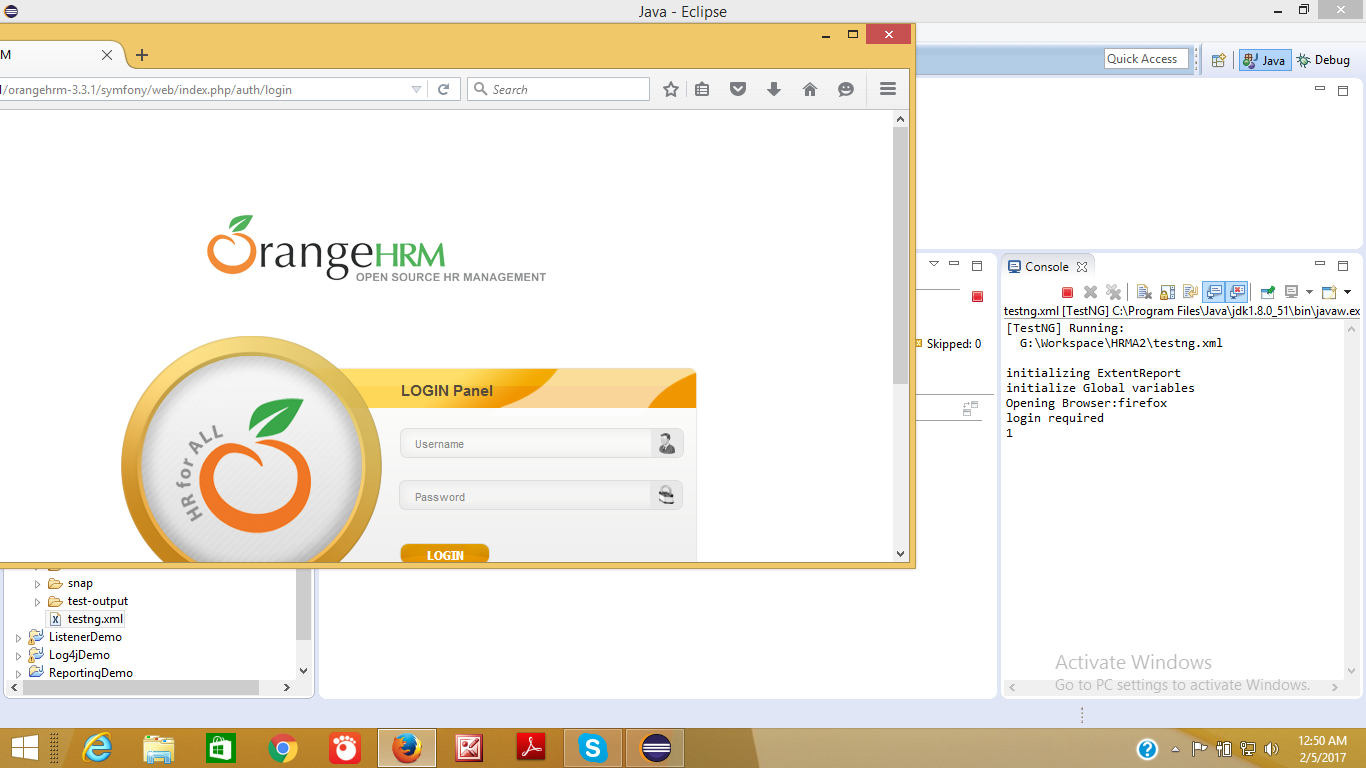 Java - Eclipse
M
/orangehrm-3.3.1/symfony/web/index.php/auth/login
Search
Quick Access
Java
Debug
OrangeHRM
OPEN SOURCE HR MANAGEMENT
HR for ALL
LOGIN Panel
Username
Password
LOGIN
Skipped: 0
Console
testng.xml [TestNG] C:\Program Files\Java\jdk1.8.0_51\bin\javaw.ex
[TestNG] Running:
G:\Workspace\HRMA2\testng.xml
initializing ExtentReport
initialize Global variables
Opening Browser:firefox
login required
1
snap
test-output
testng.xml
ListenerDemo
Log4jDemo
ReportingDemo
Activate Windows
Go to PC settings to activate Windows.
12:50 AM
2/5/2017